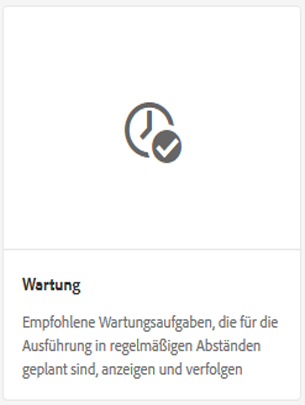 Wartung
Empfohlene Wartungsaufgaben, die für die
Ausführung in regelmäßigen Abständen
geplant sind, anzeigen und verfolgen